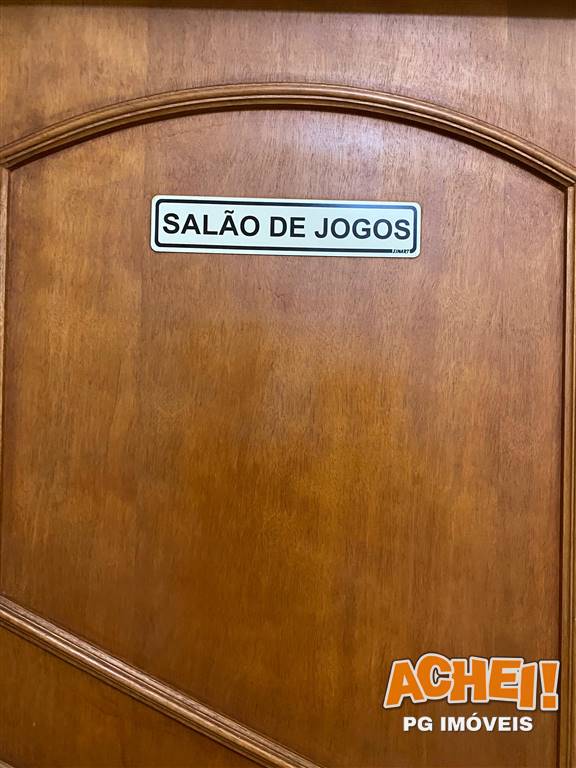 SALÃO DE JOGOS
ACHEI!
PG IMÓVEIS